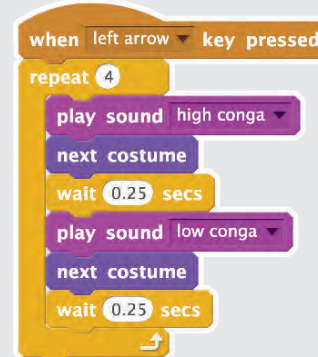 when left arrow key pressed
repeat 4
play sound high conga
next costume
wait 0.25 secs
play sound low conga
next costume
wait 0.25 secs